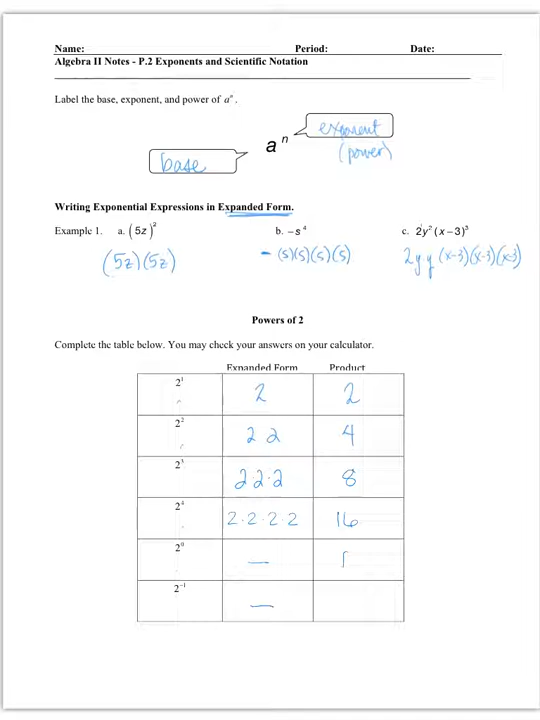 Name: Period: Date:
Algebra II Notes - P.2 Exponents and Scientific Notation
Label the base, exponent, and power of aⁿ.
exponent
aⁿ
(power)
base
Writing Exponential Expressions in Expanded Form.
Example 1. a. (5z)² b. −s⁴ c. 2y²(x−3)³
(5z)(5z) −(s)(s)(s)(s) 2y·y(x-3)(x-3)(x-3)
Powers of 2
Complete the table below. You may check your answers on your calculator.
Expanded Form Product
2¹ 2 2
2² 2 2 4
2³ 2·2·2 8
2⁴ 2·2·2·2 16
2⁰ — 1
2⁻¹ —